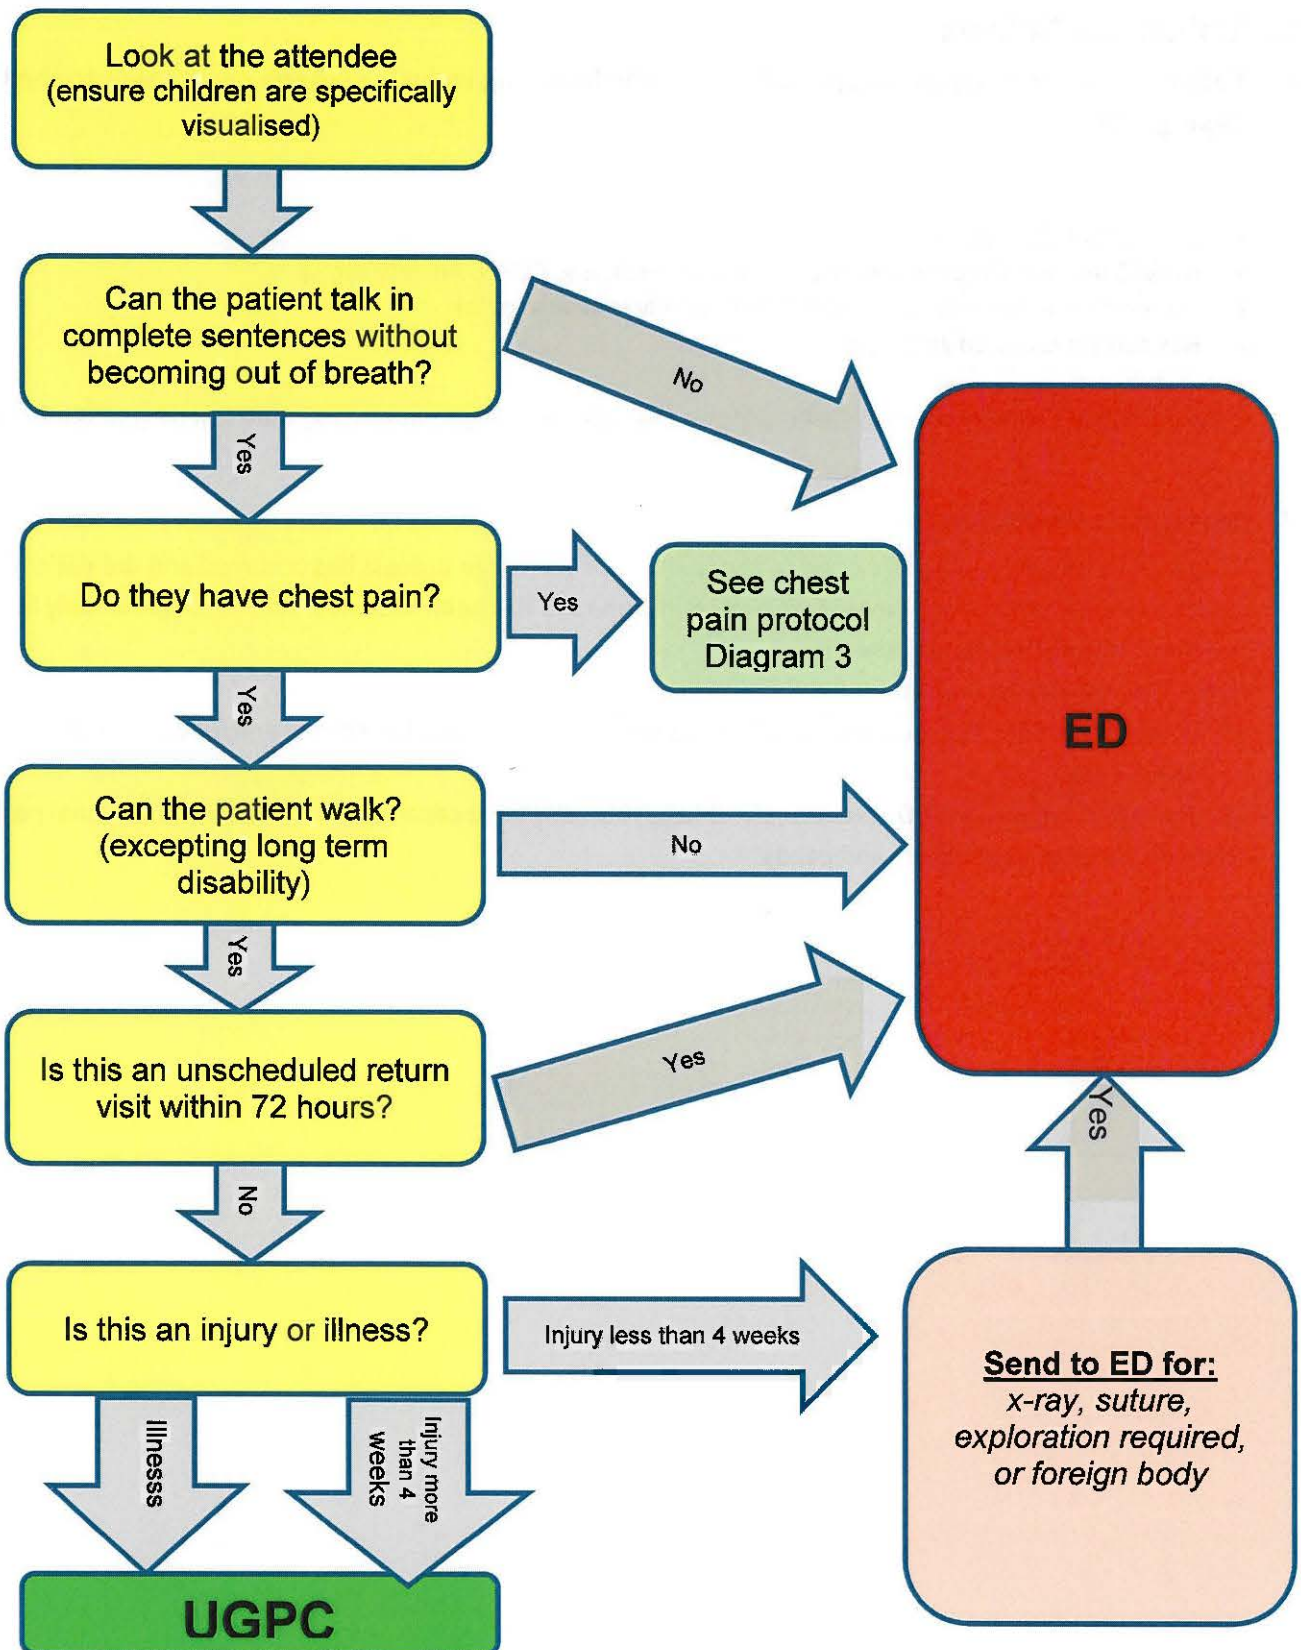 Look at the attendee
(ensure children are specifically
visualised)
Can the patient talk in
complete sentences without
becoming out of breath?
No
Yes
Do they have chest pain?
Yes
See chest
pain protocol
Diagram 3
ED
Yes
Can the patient walk?
(excepting long term
disability)
No
Yes
Is this an unscheduled return
visit within 72 hours?
Yes
Yes
No
Is this an injury or illness?
Injury less than 4 weeks
Send to ED for:
x-ray, suture,
exploration required,
or foreign body
Illnesss
Injury more
than 4
weeks
UGPC